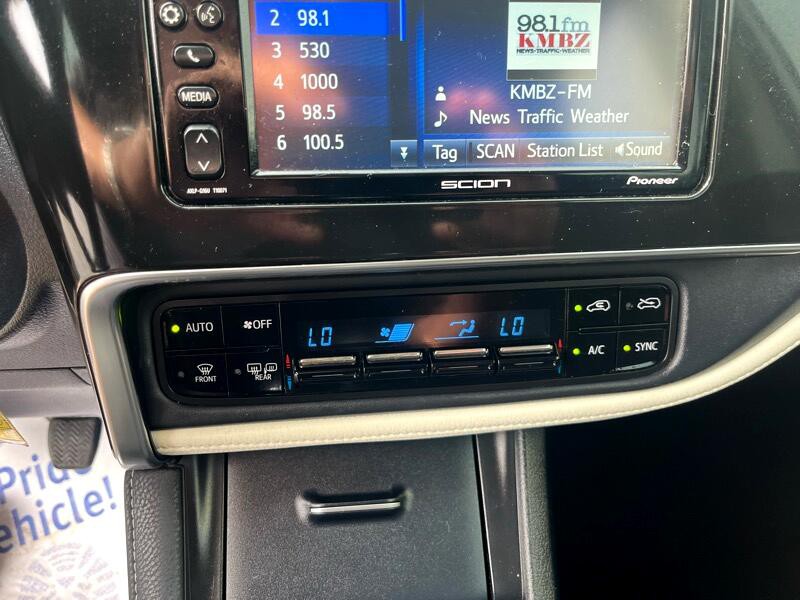 2 98.1
3 530
4 1000
5 98.5
6 100.5
MEDIA
98.1fm
KMBZ
NEWS•TRAFFIC•WEATHER
KMBZ-FM
News Traffic Weather
Tag SCAN Station List Sound
SCION
Pioneer
AUTO OFF
LO LO
FRONT REAR
A/C SYNC
Prid
ehicle!